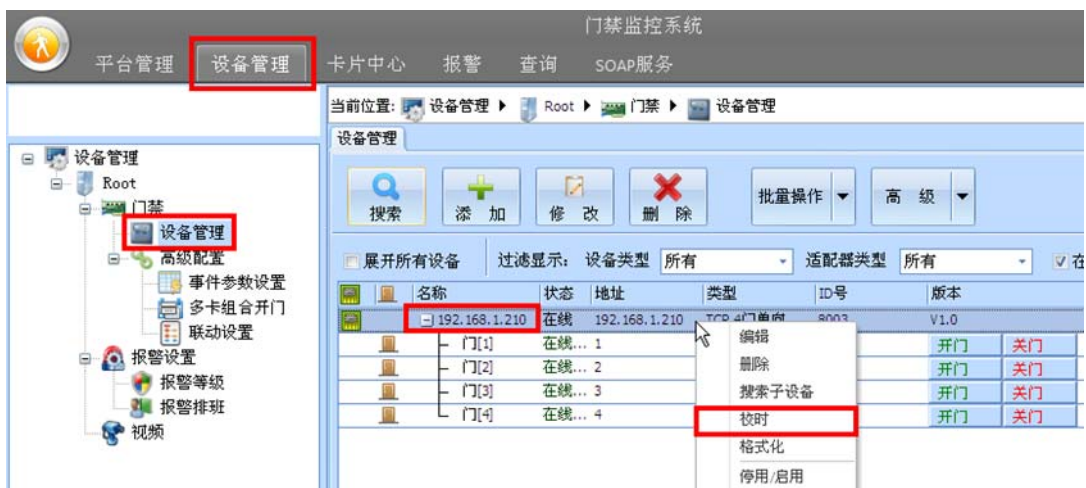 门禁监控系统
平台管理 设备管理 卡片中心 报警 查询 SOAP服务
当前位置: 设备管理 Root 门禁 设备管理
设备管理
设备管理
Root
门禁
设备管理
高级配置
事件参数设置
多卡组合开门
联动设置
报警设置
报警等级
报警排班
视频
搜索 添 加 修 改 删 除 批量操作 高 级
展开所有设备 过滤显示: 设备类型 所有 适配器类型 所有 在
名称 状态 地址 类型 ID号 版本
192.168.1.210 在线 192.168.1.210 TCP 4门单向 8003 V1.0
门[1] 在线... 1 开门 关门
门[2] 在线... 2 开门 关门
门[3] 在线... 3 开门 关门
门[4] 在线... 4 开门 关门
编辑
删除
搜索子设备
校时
格式化
停用/启用